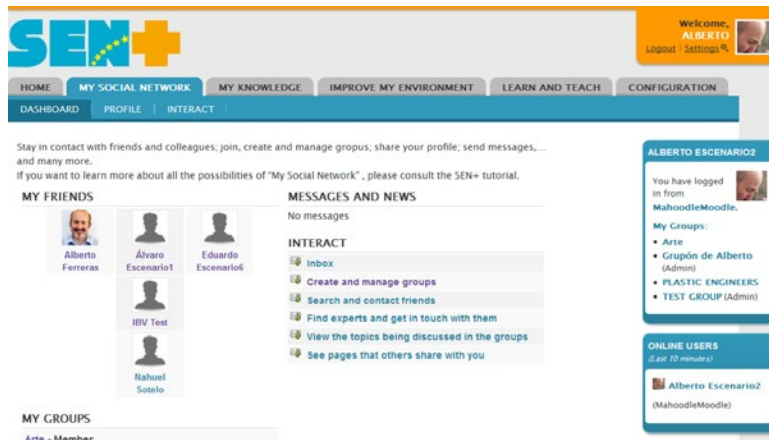 SEN+
Welcome,
ALBERTO
Logout | Settings
HOME
MY SOCIAL NETWORK
MY KNOWLEDGE
IMPROVE MY ENVIRONMENT
LEARN AND TEACH
CONFIGURATION
DASHBOARD | PROFILE | INTERACT |
Stay in contact with friends and colleagues; join, create and manage gropus; share your profile; send messages,...
and many more.
If you want to learn more about all the possibilities of "My Social Network" , please consult the SEN+ tutorial.
MY FRIENDS
Alberto
Ferreras
Álvaro
Escenario1
Eduardo
Escenario6
IBV Test
Nahuel
Sotelo
MY GROUPS
Arte - Member
MESSAGES AND NEWS
No messages
INTERACT
Inbox
Create and manage groups
Search and contact friends
Find experts and get in touch with them
View the topics being discussed in the groups
See pages that others share with you
ALBERTO ESCENARIO2
You have logged
in from
MahoodleMoodle.
My Groups:
• Arte
• Grupón de Alberto
(Admin)
• PLASTIC ENGINEERS
• TEST GROUP (Admin)
ONLINE USERS
(Last 10 minutes)
Alberto Escenario2
(MahoodleMoodle)